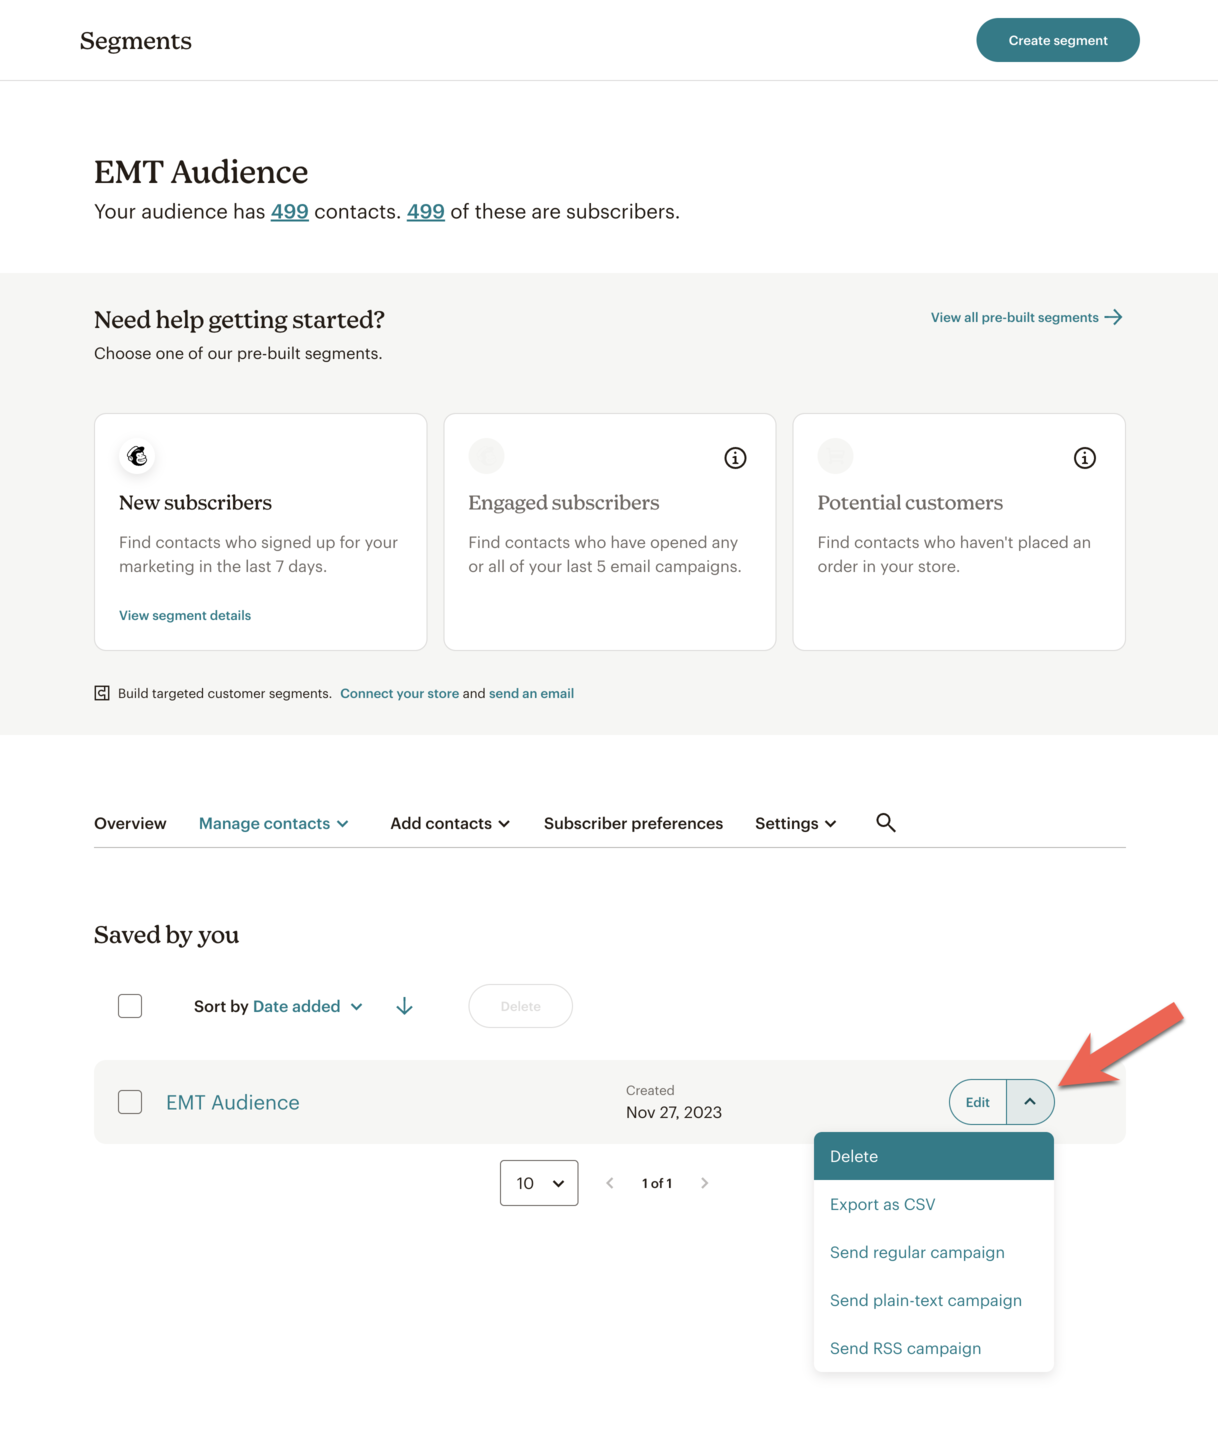 Segments
Create segment
EMT Audience
Your audience has 499 contacts. 499 of these are subscribers.
Need help getting started?
View all pre-built segments
Choose one of our pre-built segments.
New subscribers
Find contacts who signed up for your
marketing in the last 7 days.
View segment details
Engaged subscribers
Find contacts who have opened any
or all of your last 5 email campaigns.
Potential customers
Find contacts who haven't placed an
order in your store.
Build targeted customer segments. Connect your store and send an email
Overview Manage contacts Add contacts Subscriber preferences Settings
Saved by you
Sort by Date added Delete
EMT Audience
Created
Nov 27, 2023
Edit
10 1 of 1
Delete
Export as CSV
Send regular campaign
Send plain-text campaign
Send RSS campaign